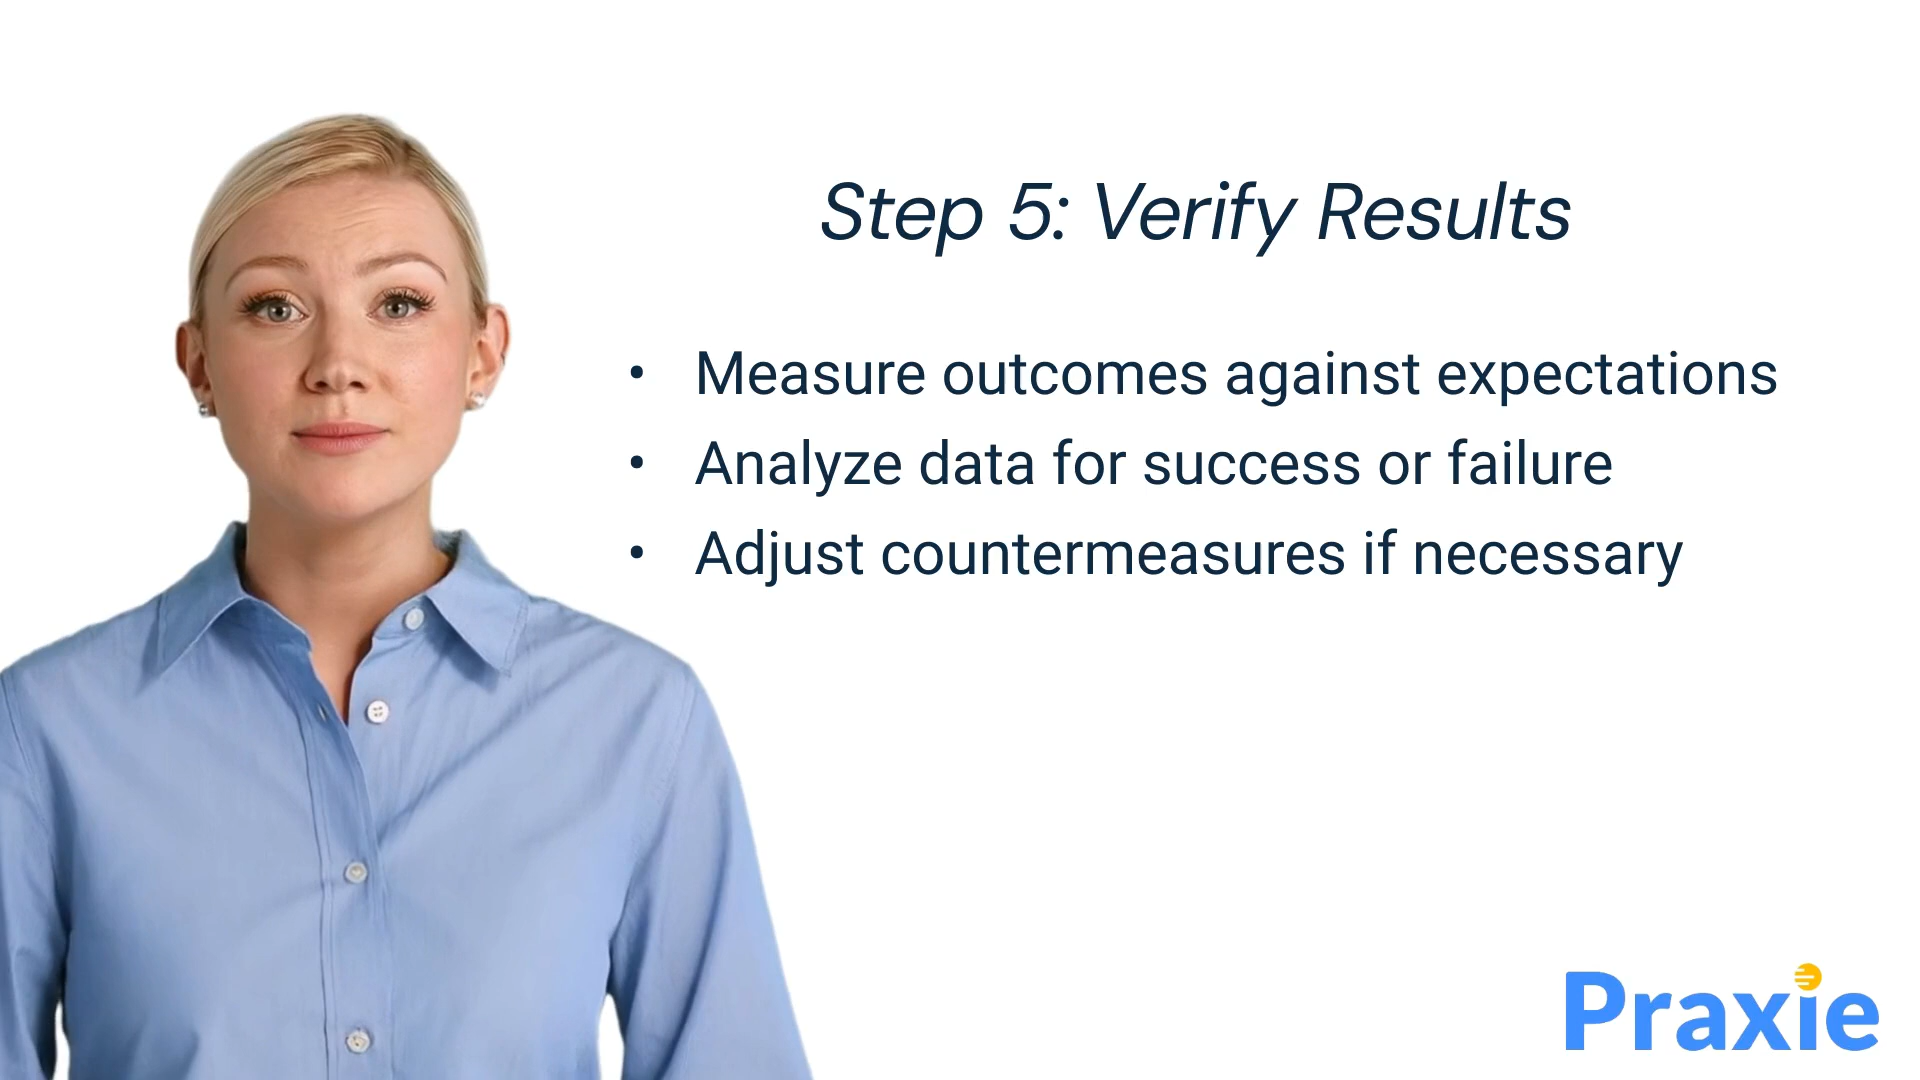 Step 5: Verify Results
• Measure outcomes against expectations
• Analyze data for success or failure
• Adjust countermeasures if necessary
Praxie